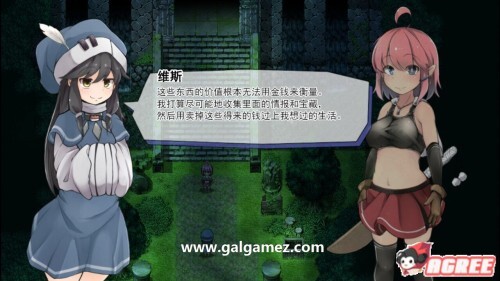 维斯
这些东西的价值根本无法用金钱来衡量。
我打算尽可能地收集里面的情报和宝藏，
然后用卖掉这些得来的钱过上我想过的生活。
www.galgamez.com
AGREE